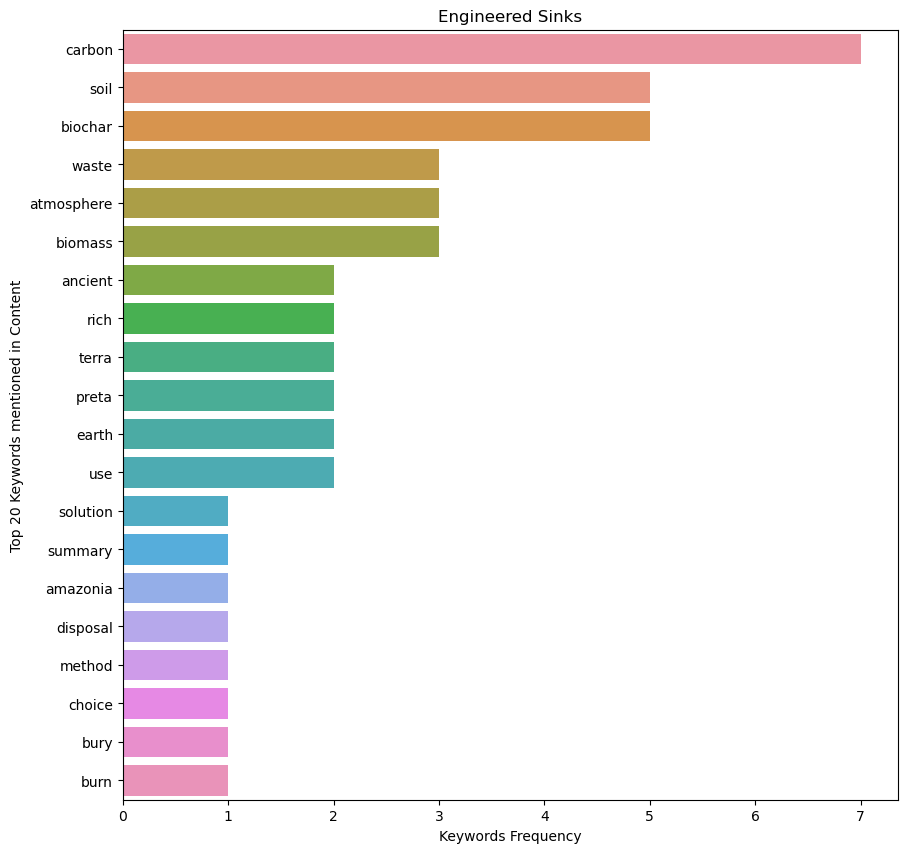 Engineered Sinks
Top 20 Keywords mentioned in Content
carbon
soil
biochar
waste
atmosphere
biomass
ancient
rich
terra
preta
earth
use
solution
summary
amazonia
disposal
method
choice
bury
burn
0 1 2 3 4 5 6 7
Keywords Frequency